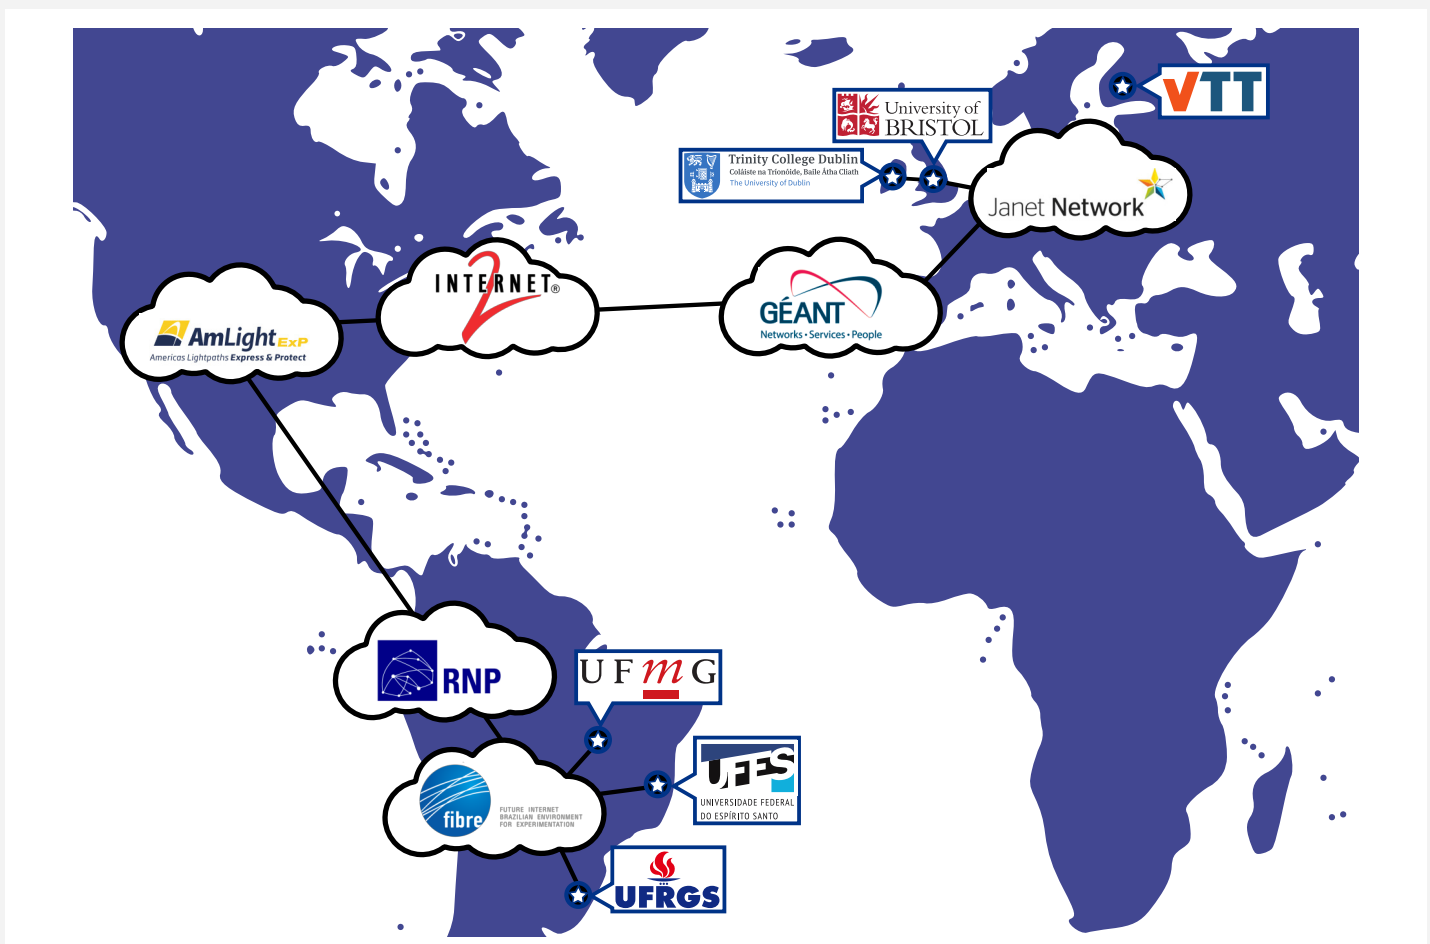 VTT
University of
BRISTOL
Trinity College Dublin
Coláiste na Tríonóide, Baile Átha Cliath
The University of Dublin
Janet Network
INTERNET®
2
GÉANT
Networks · Services · People
AmLight ExP
Americas Lightpaths Express & Protect
RNP
UFmG
UFES
UNIVERSIDADE FEDERAL
DO ESPÍRITO SANTO
fibre
FUTURE INTERNET
BRAZILIAN ENVIRONMENT
FOR EXPERIMENTATION
UFRGS